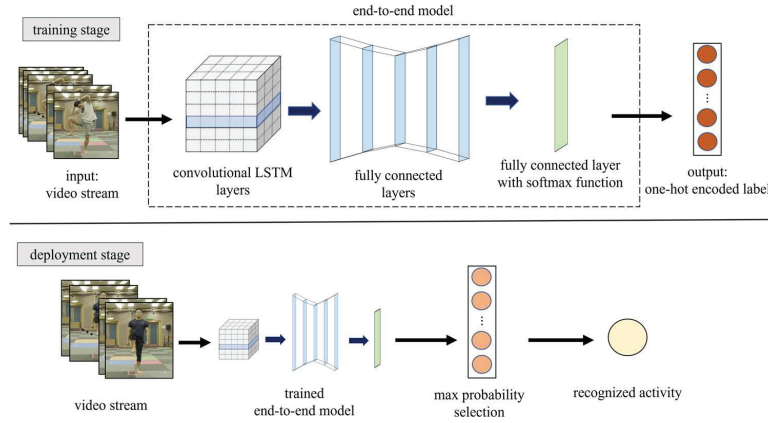 end-to-end model
training stage
input:
video stream
convolutional LSTM
layers
fully connected
layers
fully connected layer
with softmax function
output:
one-hot encoded label
deployment stage
video stream
trained
end-to-end model
max probability
selection
recognized activity